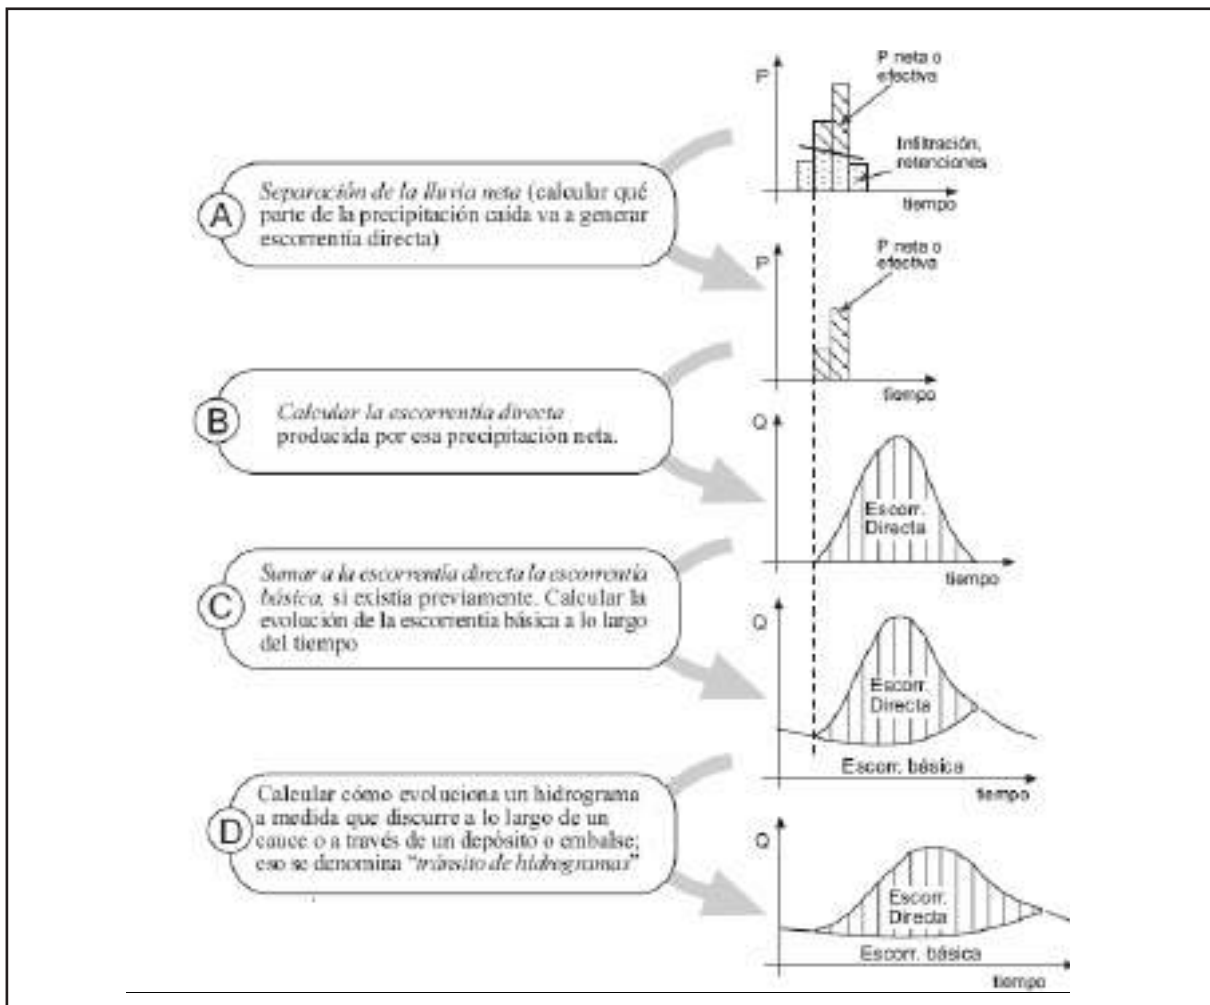 P
P neta o
efectiva
Infiltración,
retenciones
tiempo
A
Separación de la lluvia neta (calcular qué
parte de la precipitación caída va a generar
escorrentía directa)
P
P neta o
efectiva
tiempo
B
Calcular la escorrentía directa
producida por esa precipitación neta.
Q
Escorr.
Directa
tiempo
C
Sumar a la escorrentía directa la escorrentía
básica, si existía previamente. Calcular la
evolución de la escorrentía básica a lo largo
del tiempo
Q
Escorr.
Directa
Escorr. básica
tiempo
D
Calcular cómo evoluciona un hidrograma
a medida que discurre a lo largo de un
cauce o a través de un depósito o embalse;
eso se denomina “tránsito de hidrogramas”
Q
Escorr.
Directa
Escorr. básica
tiempo